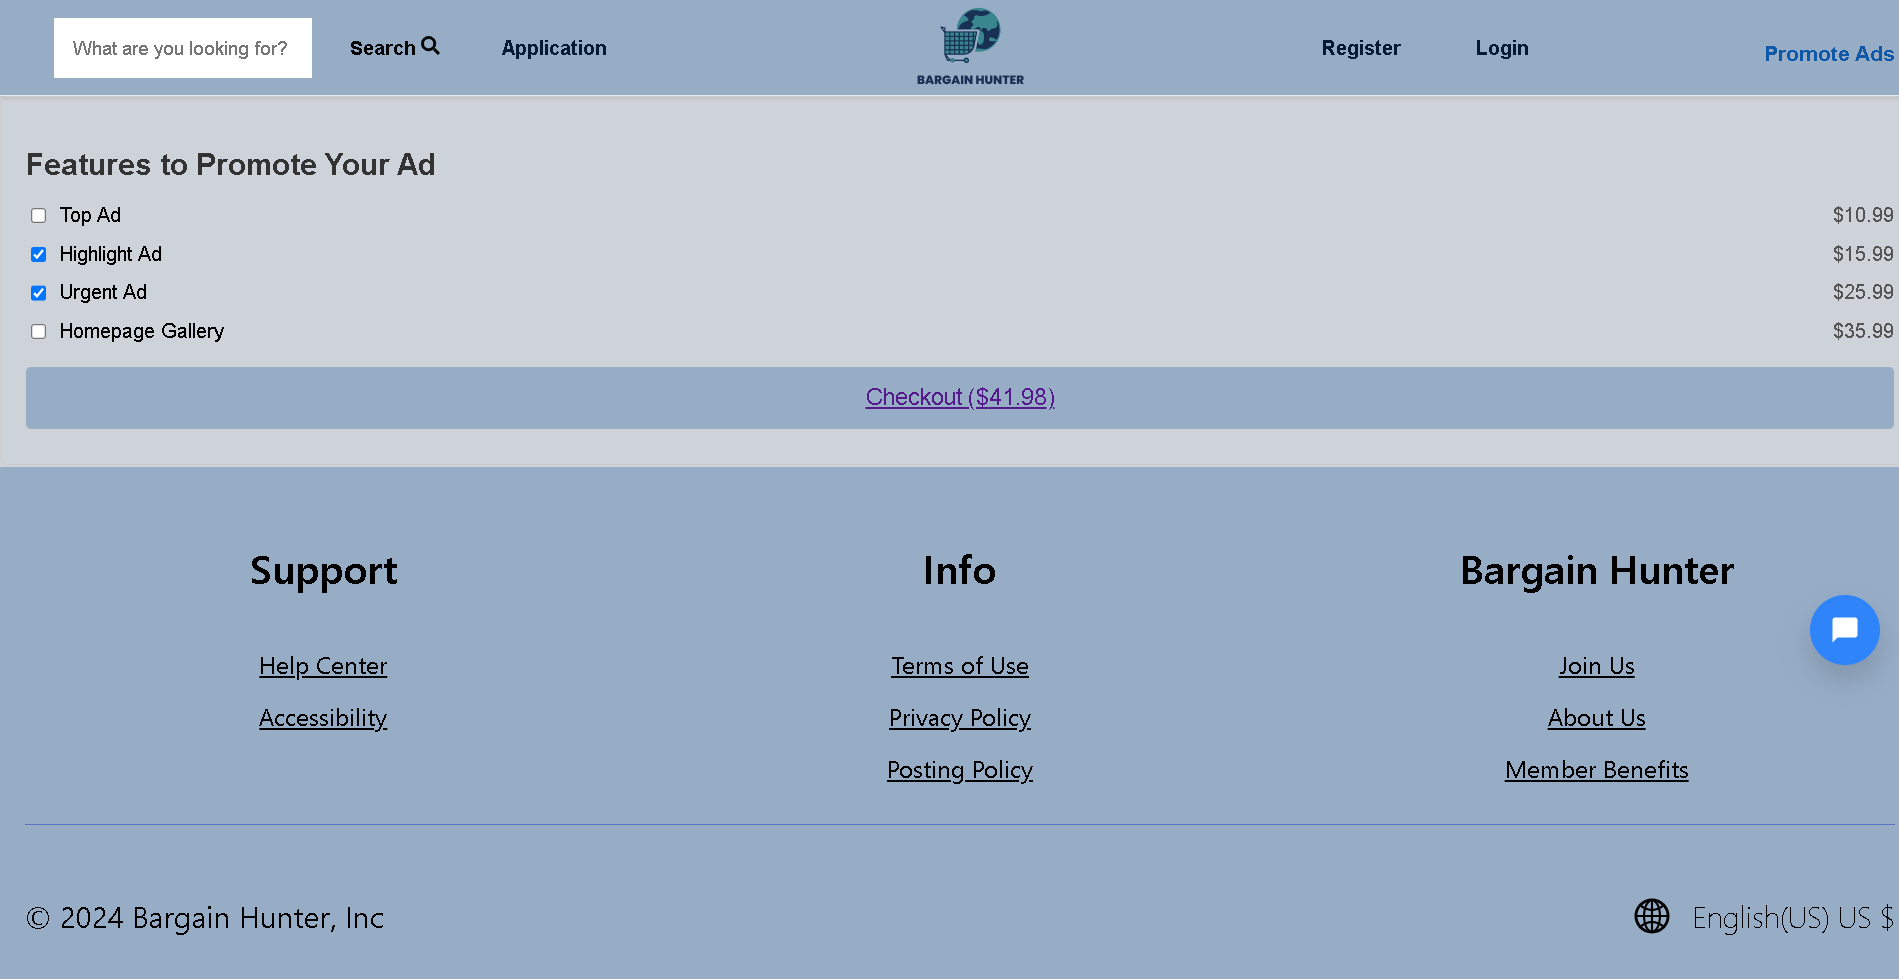 What are you looking for?
Search
Application
BARGAIN HUNTER
Register
Login
Promote Ads
Features to Promote Your Ad
Top Ad $10.99
Highlight Ad $15.99
Urgent Ad $25.99
Homepage Gallery $35.99
Checkout ($41.98)
Support
Help Center
Accessibility
Info
Terms of Use
Privacy Policy
Posting Policy
Bargain Hunter
Join Us
About Us
Member Benefits
© 2024 Bargain Hunter, Inc
English(US) US $